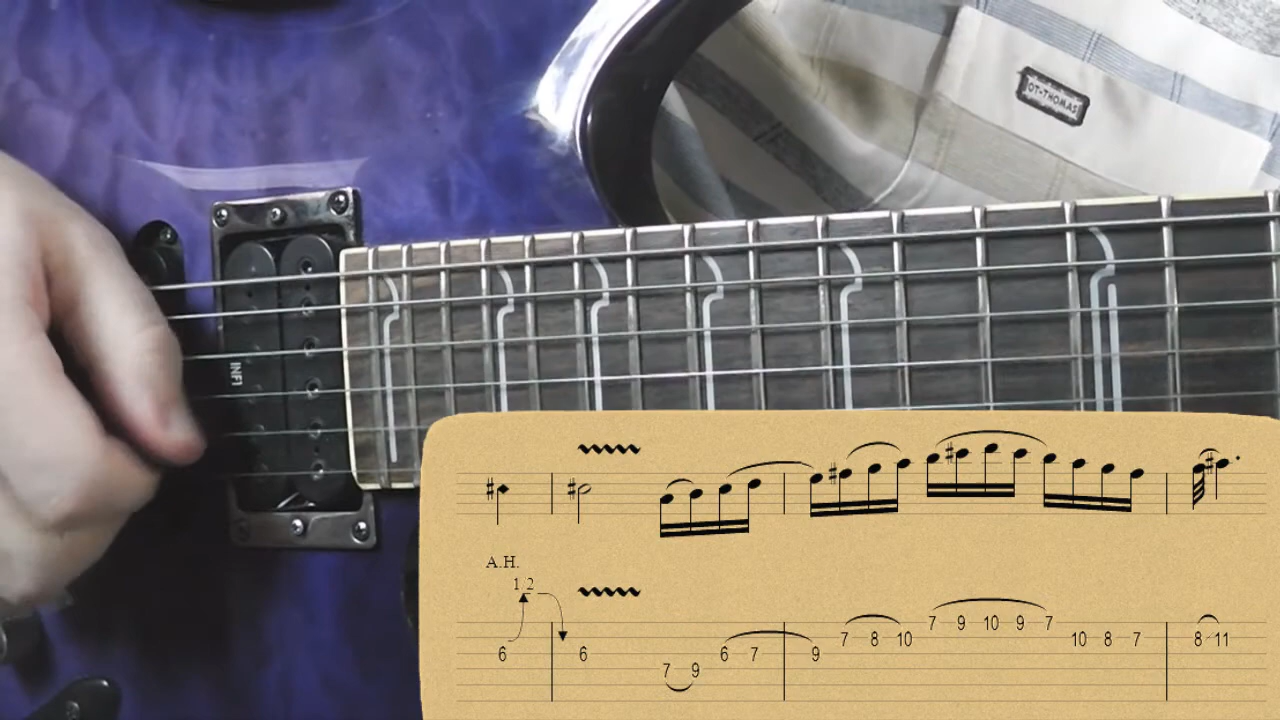 OT-THOMAS
INF1
A.H.
1 2
7 9 10 9 7
7 8 10 10 8 7 8 11
6 6 6 7 9
7 9